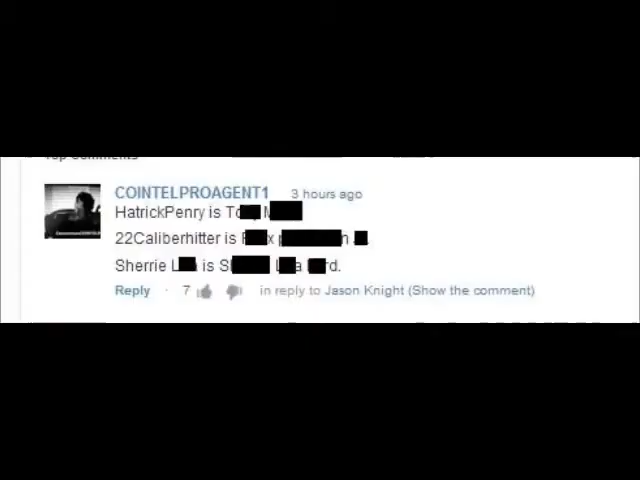 Top Comments
COINTELPROAGENT1 3 hours ago
HatrickPenry is
22Caliberhitter is
Sherrie is
Reply · 7 in reply to Jason Knight (Show the comment)